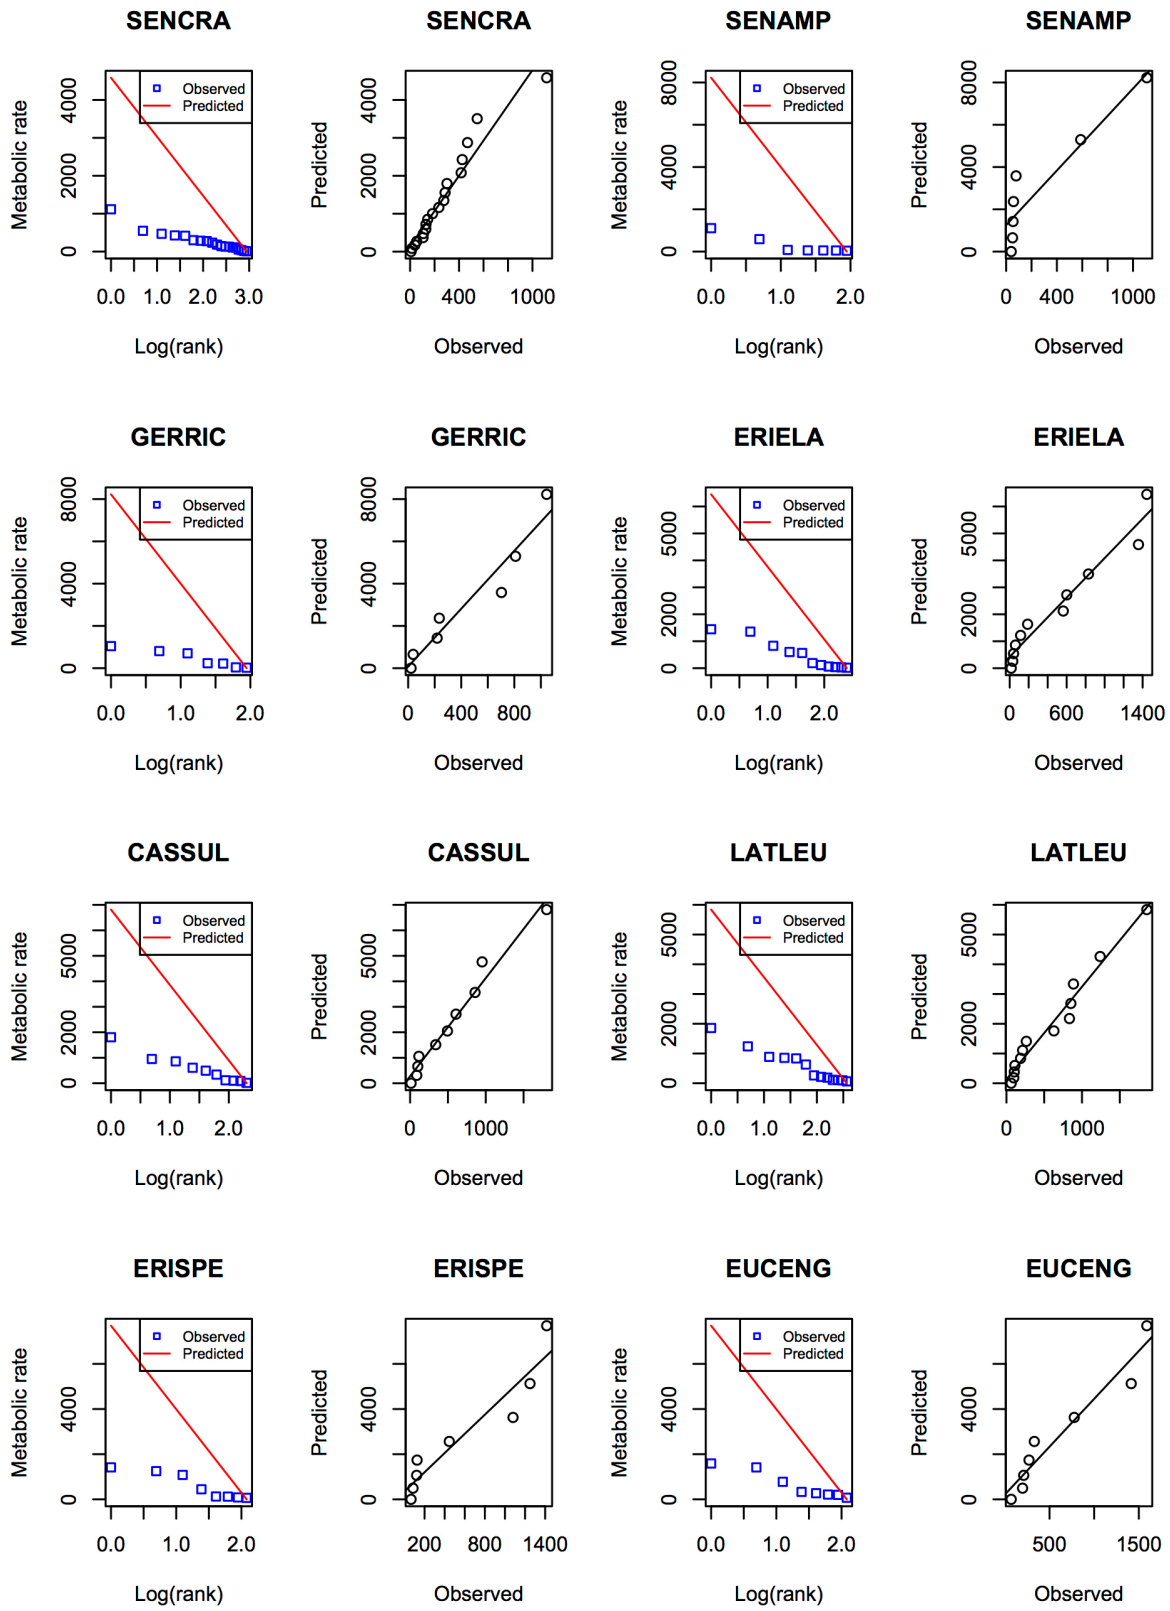 SENCRA SENCRA SENAMP SENAMP
Metabolic rate 0 2000 4000 Observed Predicted Predicted 0 2000 4000 Metabolic rate 0 4000 8000 Observed Predicted Predicted 0 4000 8000
0.0 1.0 2.0 3.0 0 400 1000 0.0 1.0 2.0 0 400 1000
Log(rank) Observed Log(rank) Observed
GERRIC GERRIC ERIELA ERIELA
Metabolic rate 0 4000 8000 Observed Predicted Predicted 0 4000 8000 Metabolic rate 0 2000 5000 Observed Predicted Predicted 0 2000 5000
0.0 1.0 2.0 0 400 800 0.0 1.0 2.0 0 600 1400
Log(rank) Observed Log(rank) Observed
CASSUL CASSUL LATLEU LATLEU
Metabolic rate 0 2000 5000 Observed Predicted Predicted 0 2000 5000 Metabolic rate 0 2000 5000 Observed Predicted Predicted 0 2000 5000
0.0 1.0 2.0 0 1000 0.0 1.0 2.0 0 1000
Log(rank) Observed Log(rank) Observed
ERISPE ERISPE EUCENG EUCENG
Metabolic rate 0 4000 Observed Predicted Predicted 0 4000 Metabolic rate 0 4000 Observed Predicted Predicted 0 4000
0.0 1.0 2.0 200 800 1400 0.0 1.0 2.0 500 1500
Log(rank) Observed Log(rank) Observed